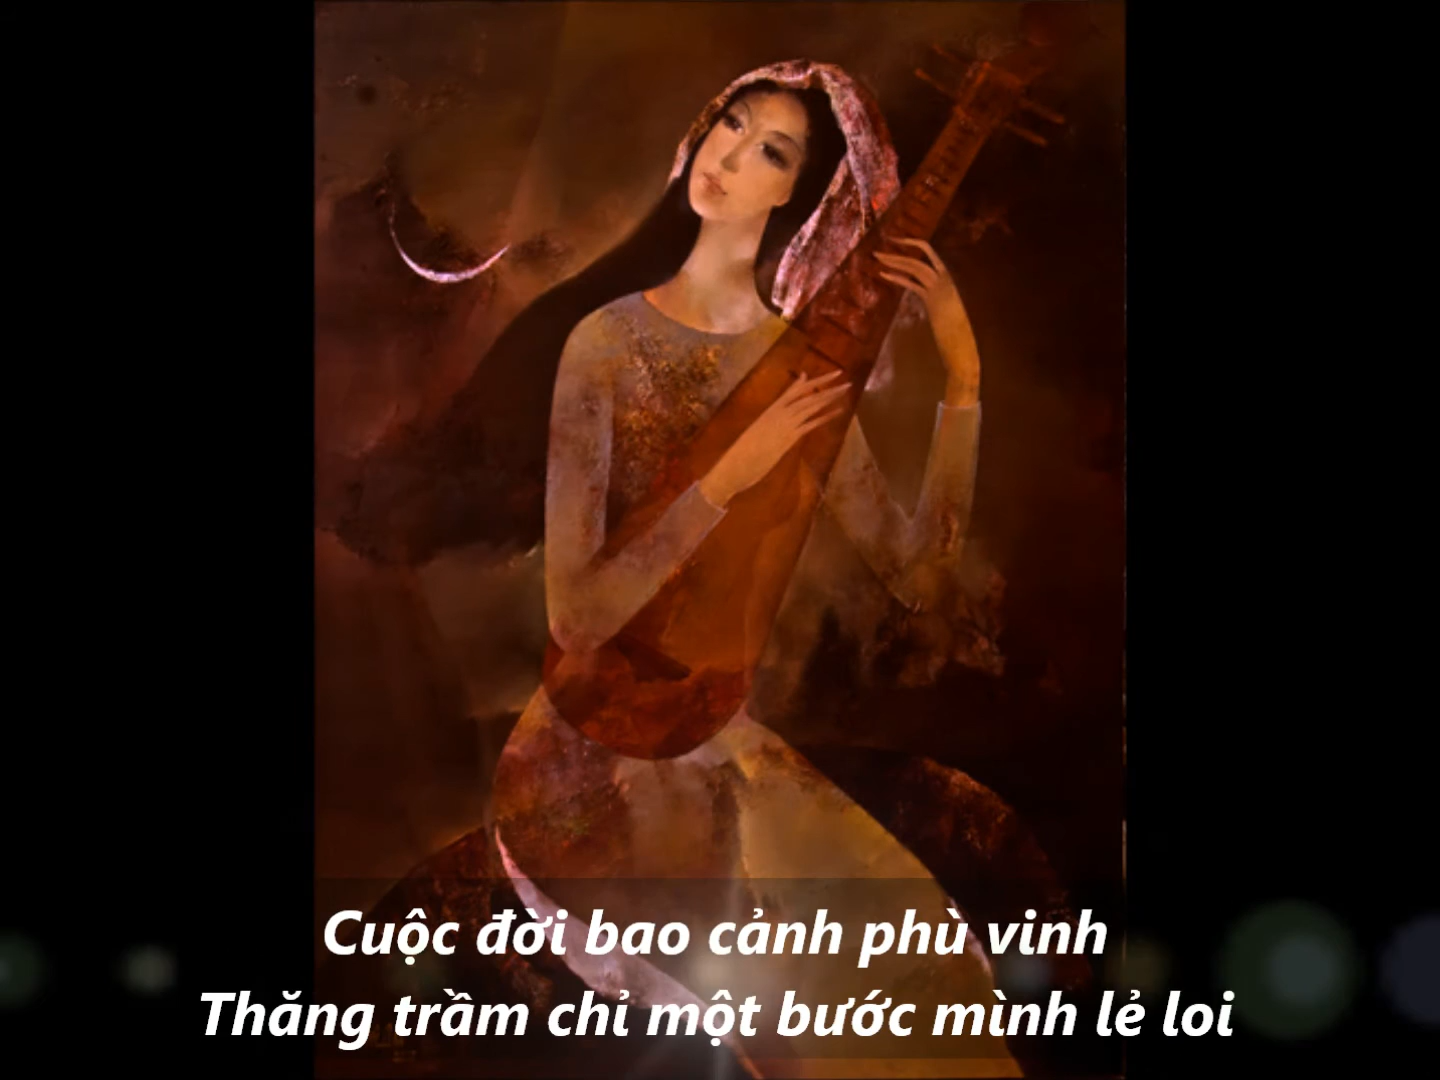 Cuộc đời bao cảnh phù vinh
Thăng trầm chỉ một bước mình lẻ loi